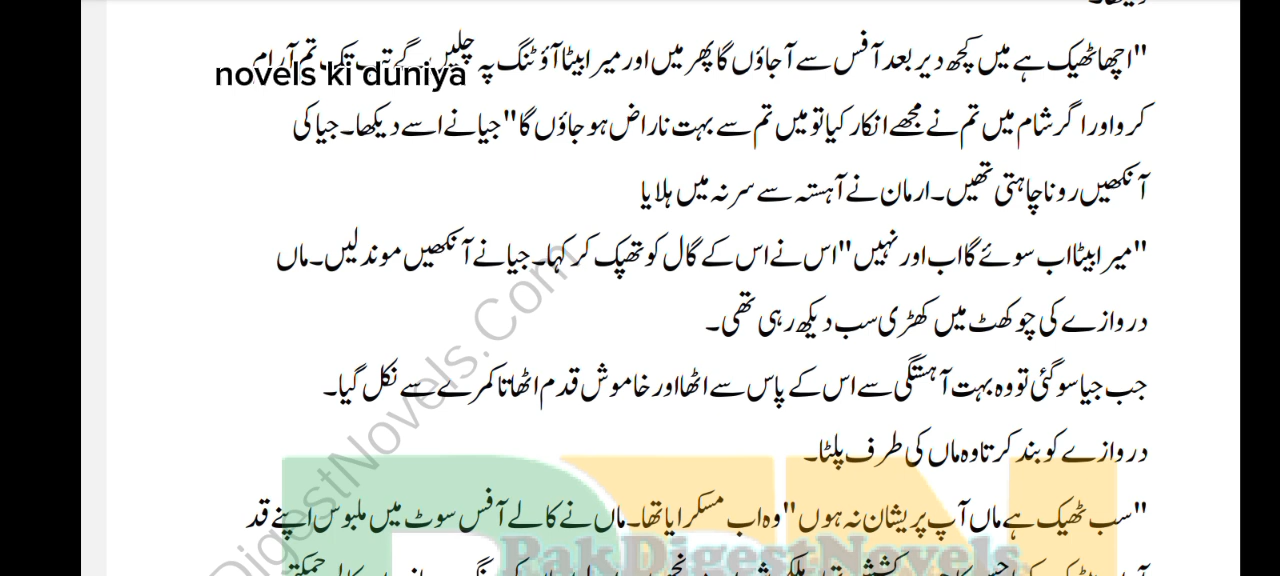 "اچھا ٹھیک ہے میں کچھ دیر بعد آفس سے آ جاؤں گا پھر میں اور میرا بیٹا آؤٹنگ پہ چلیں گے تب تک تم آرام
novels ki duniya
کرو اور اگر شام میں تم نے مجھے انکار کیا تو میں تم سے بہت ناراض ہو جاؤں گا" جیا نے اسے دیکھا۔ جیا کی
آنکھیں رونا چاہتی تھیں۔ ارمان نے آہستہ سے سر نہ میں ہلایا
"میرا بیٹا اب سوئے گا اب اور نہیں" اس نے اس کے گال کو تھپک کر کہا۔ جیا نے آنکھیں موند لیں۔ ماں
دروازے کی چوکھٹ میں کھڑی سب دیکھ رہی تھی۔
جب جیا سو گئی تو وہ بہت آہستگی سے اس کے پاس سے اٹھا اور خاموش قدم اٹھاتا کمرے سے نکل گیا۔
دروازے کو بند کرتا وہ ماں کی طرف پلٹا۔
"سب ٹھیک ہے ماں آپ پریشان نہ ہوں" وہ اب مسکرایا تھا۔ ماں نے کالے آفس سوٹ میں ملبوس اپنے قد
PDN
PakDigestNovels
DigestNovels.Com